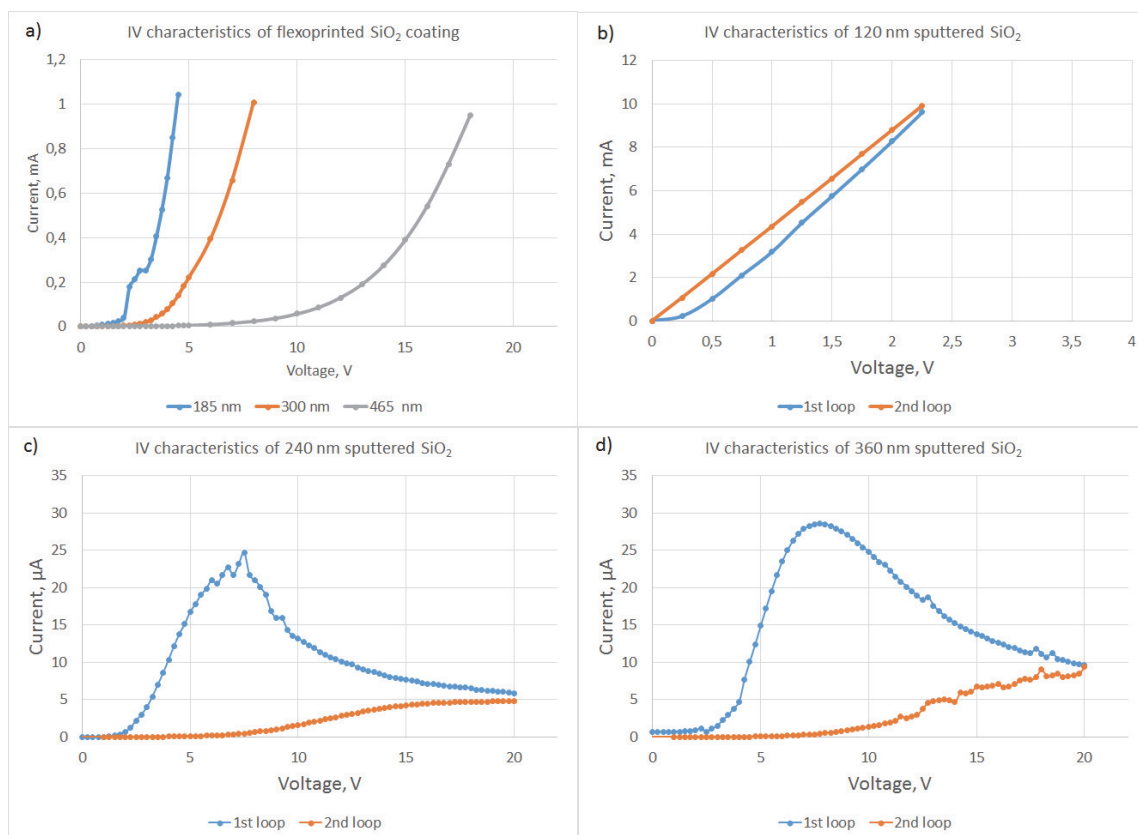 a)
IV characteristics of flexoprinted SiO₂ coating
1,2
1
0,8
0,6
0,4
0,2
0
Current, mA
0 5 10 15 20
Voltage, V
185 nm 300 nm 465 nm
b)
IV characteristics of 120 nm sputtered SiO₂
12
10
8
6
4
2
0
Current, mA
0 0,5 1 1,5 2 2,5 3 3,5 4
Voltage, V
1st loop 2nd loop
c)
IV characteristics of 240 nm sputtered SiO₂
35
30
25
20
15
10
5
0
Current, µA
0 5 10 15 20
Voltage, V
1st loop 2nd loop
d)
IV characteristics of 360 nm sputtered SiO₂
35
30
25
20
15
10
5
0
Current, µA
0 5 10 15 20
Voltage, V
1st loop 2nd loop